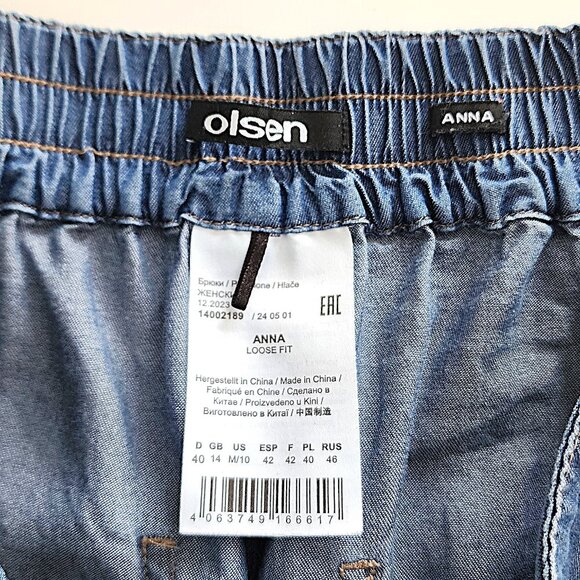 olsen
ANNA
Брюки / / Hlače
ЖЕНСКИ
12.2023
14002189 / 24 05 01
EAC
ANNA
LOOSE FIT
Hergestellt in China / Made in China /
Fabriqué en Chine / Сделано в
Китае / Proizvedeno u Kini /
Виготовлено в Китаї / 中国制造
D GB US ESP F PL RUS
40 14 M/10 42 42 40 46
4 063749 166617